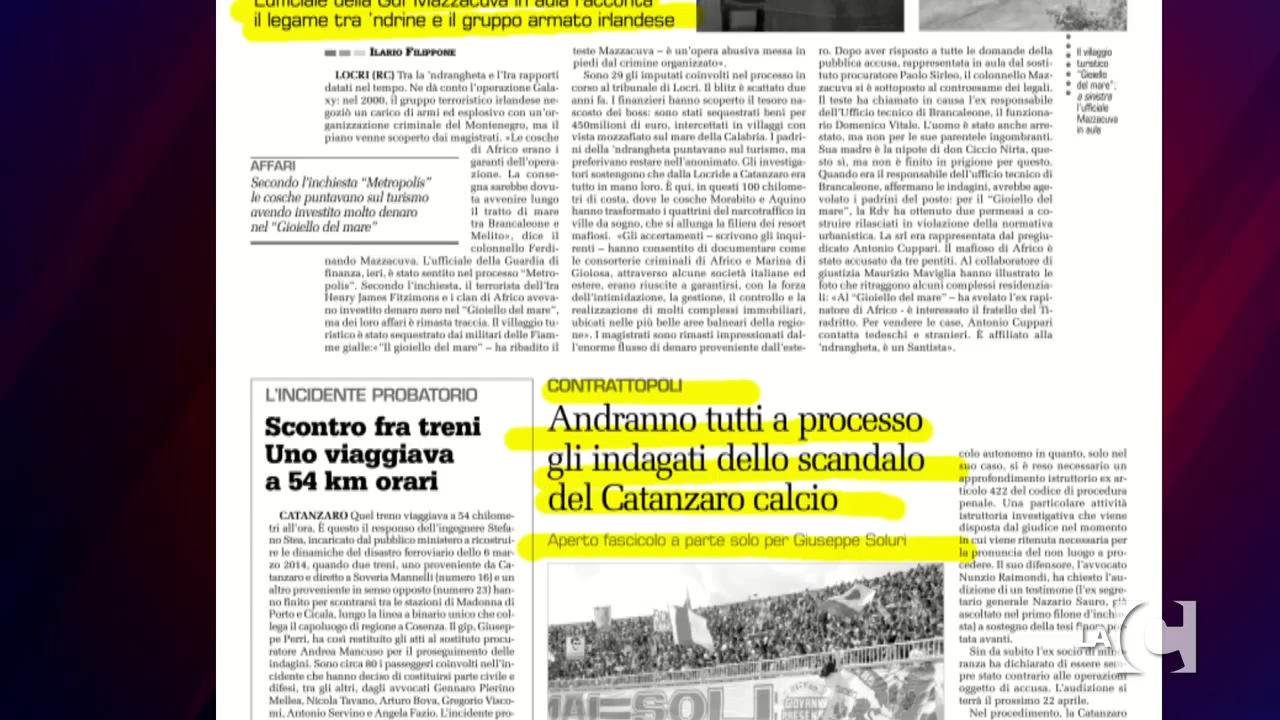 L'ufficiale della Gdf Mazzacuva in aula racconta
il legame tra 'ndrine e il gruppo armato irlandese
ILARIO FILIPPONE
LOCRI (RC) Tra la 'ndrangheta e l'Ira rapporti
datati nel tempo. Ne dà conto l'operazione Gala-
xy: nel 2000, il gruppo terroristico irlandese ne-
goziò un carico di armi ed esplosivo con un'or-
ganizzazione criminale del Montenegro, ma il
piano venne scoperto dai magistrati. «Le cosche
di Africo erano i
garanti dell'opera-
zione. La conse-
gna sarebbe dovu-
ta avvenire lungo
il tratto di mare
tra Brancaleone e
Melito», dice il
colonnello Ferdi-
nando Mazzacuva. L'ufficiale della Guardia di
finanza, ieri, è stato sentito nel processo "Metro-
polis". Secondo l'inchiesta, il terrorista dell'Ira
Henry James Fitzimons e i clan di Africo aveva-
no investito denaro nero nel "Gioiello del mare",
ma dei loro affari è rimasta traccia. Il villaggio tu-
ristico è stato sequestrato dai militari delle Fiam-
me gialle:«"Il gioiello del mare" – ha ribadito il
AFFARI
Secondo l'inchiesta "Metropolis"
le cosche puntavano sul turismo
avendo investito molto denaro
nel "Gioiello del mare"
teste Mazzacuva – è un'opera abusiva messa in
piedi dal crimine organizzato».
Sono 29 gli imputati coinvolti nel processo in
corso al tribunale di Locri. Il blitz è scattato due
anni fa. I finanzieri hanno scoperto il tesoro na-
scosto dei boss: sono stati sequestrati beni per
450milioni di euro, intercettati in villaggi con
vista mozzafiato sul mare della Calabria. I padri-
ni della 'ndrangheta puntavano sul turismo, ma
preferivano restare nell'anonimato. Gli investiga-
tori sostengono che dalla Locride a Catanzaro era
tutto in mano loro. È qui, in questi 100 chilome-
tri di costa, dove le cosche Morabito e Aquino
hanno trasformato i quattrini del narcotraffico in
ville da sogno, che si allunga la filiera dei resort
mafiosi. «Gli accertamenti – scrivono gli inqui-
renti – hanno consentito di documentare come
le consorterie criminali di Africo e Marina di
Gioiosa, attraverso alcune società italiane ed
estere, erano riuscite a garantirsi, con la forza
dell'intimidazione, la gestione, il controllo e la
realizzazione di molti complessi immobiliari,
ubicati nelle più belle aree balneari della regio-
ne». I magistrati sono rimasti impressionati dal-
l'enorme flusso di denaro proveniente dall'este-
ro. Dopo aver risposto a tutte le domande della
pubblica accusa, rappresentata in aula dal sosti-
tuto procuratore Paolo Sirleo, il colonnello Maz-
zacuva si è sottoposto al controesame dei legali.
Il teste ha chiamato in causa l'ex responsabile
dell'Ufficio tecnico di Brancaleone, il funziona-
rio Domenico Vitale. L'uomo è stato anche arre-
stato, ma non per le sue parentele ingombranti.
Sua madre è la nipote di don Ciccio Nirta, que-
sto sì, ma non è finito in prigione per questo.
Quando era il responsabile dell'ufficio tecnico di
Brancaleone, affermano le indagini, avrebbe age-
volato i padrini del posto: per il "Gioiello del
mare", la Rdv ha ottenuto due permessi a co-
struire rilasciati in violazione della normativa
urbanistica. La srl era rappresentata dal pregiu-
dicato Antonio Cuppari. Il mafioso di Africo è
stato accusato da tre pentiti. Al collaboratore di
giustizia Maurizio Maviglia hanno illustrato le
foto che ritraggono alcuni complessi residenzia-
li: «Al "Gioiello del mare" – ha svelato l'ex rapi-
natore di Africo - è interessato il fratello del Ti-
radritto. Per vendere le case, Antonio Cuppari
contatta tedeschi e stranieri. È affiliato alla
'ndrangheta, è un Santista».
Il villaggio
turistico
"Gioiello
del mare";
a sinistra
l'ufficiale
Mazzacuva
in aula
L'INCIDENTE PROBATORIO
Scontro fra treni
Uno viaggiava
a 54 km orari
CATANZARO Quel treno viaggiava a 54 chilome-
tri all'ora. È questo il responso dell'ingegnere Stefa-
no Stea, incaricato dal pubblico ministero a ricostrui-
re le dinamiche del disastro ferroviario dello 6 mar-
zo 2014, quando due treni, uno proveniente da Ca-
tanzaro e diretto a Soveria Mannelli (numero 16) e un
altro proveniente in senso opposto (numero 23) han-
no finito per scontrarsi tra le stazioni di Madonna di
Porto e Cicala, lungo la linea a binario unico che col-
lega il capoluogo di regione a Cosenza. Il gip, Giusep-
pe Perri, ha così restituito gli atti al sostituto procu-
ratore Andrea Mancuso per il proseguimento delle
indagini. Sono circa 80 i passeggeri coinvolti nell'in-
cidente che hanno deciso di costituirsi parte civile e
difesi, tra gli altri, dagli avvocati Gennaro Pierino
Mellea, Nicola Tavano, Arturo Bova, Gregorio Visco-
mi, Antonio Servino e Angela Fazio. L'incidente pro-
CONTRATTOPOLI
Andranno tutti a processo
gli indagati dello scandalo
del Catanzaro calcio
Aperto fascicolo a parte solo per Giuseppe Soluri
colo autonomo in quanto, solo nel
suo caso, si è reso necessario un
approfondimento istruttorio ex ar-
ticolo 422 del codice di procedura
penale. Una particolare attività
istruttoria investigativa che viene
disposta dal giudice nel momento
in cui viene ritenuta necessaria per
la pronuncia del non luogo a pro-
cedere. Il suo difensore, l'avvocato
Nunzio Raimondi, ha chiesto l'au-
dizione di un testimone (l'ex segre-
tario generale Nazario Sauro, già
ascoltato nel primo filone d'inchie-
sta) a sostegno della tesi finora por-
tata avanti.
Sin da subito l'ex socio di mino-
ranza ha dichiarato di essere sem-
pre stato contrario alle operazioni
oggetto di accusa. L'audizione si
terrà il prossimo 22 aprile.
Nel procedimento, la Catanzaro
LA C